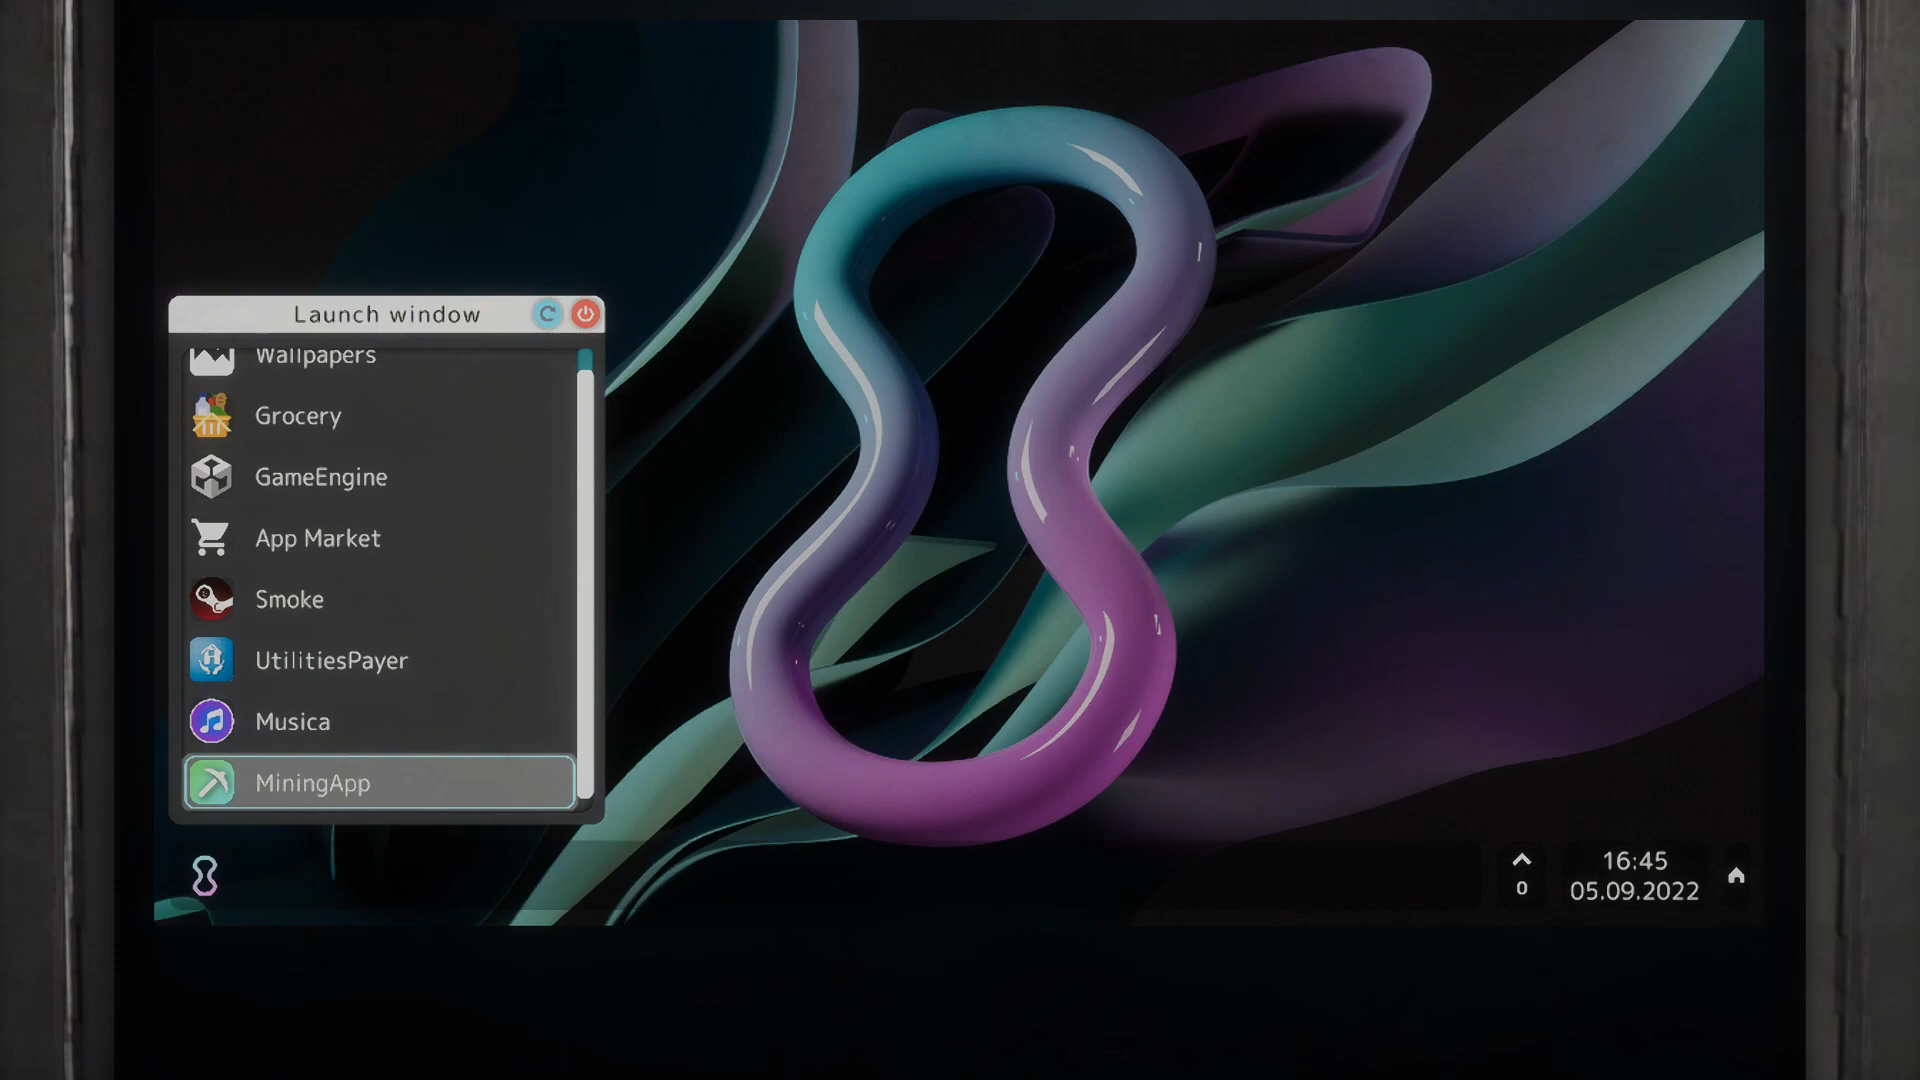 Launch window
Wallpapers
Grocery
GameEngine
App Market
Smoke
UtilitiesPayer
Musica
MiningApp
0
16:45
05.09.2022